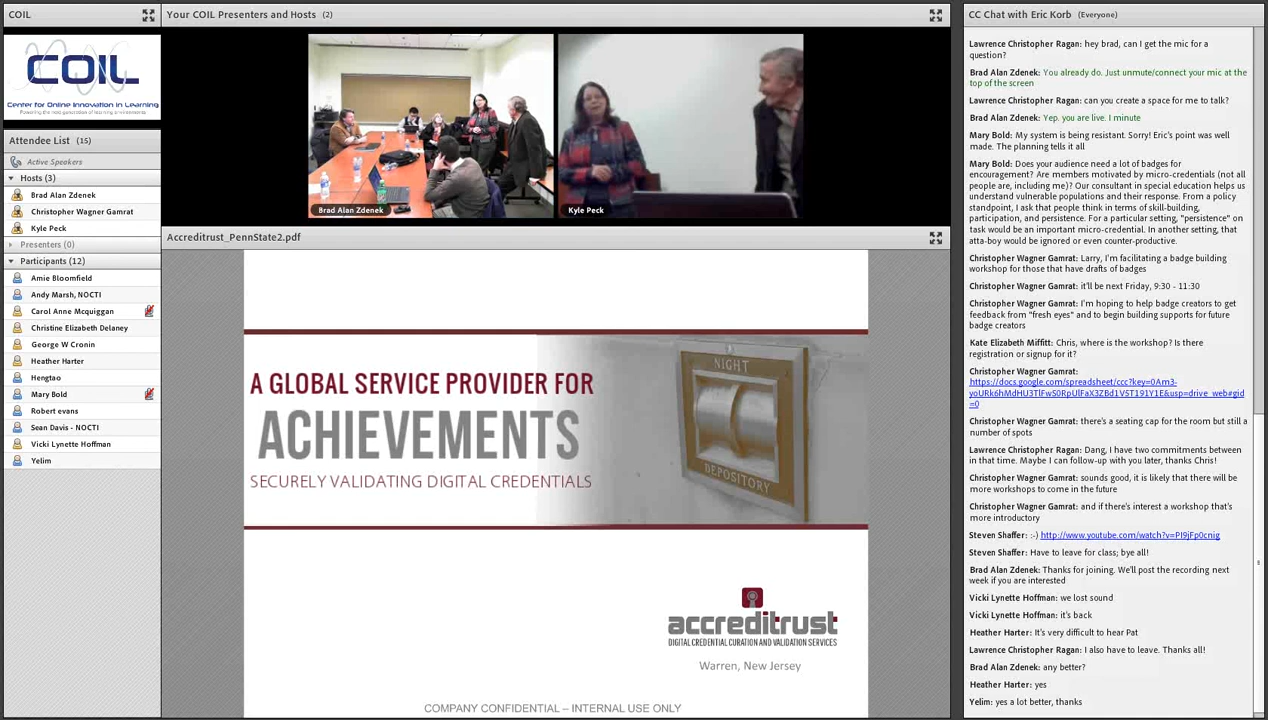 COIL
COIL
Center for Online Innovation in Learning
Attendee List (15)
Active Speakers
Hosts (3)
Brad Alan Zdenek
Christopher Wagner Gamrat
Kyle Peck
Presenters (0)
Participants (12)
Amie Bloomfield
Andy Marsh, NOCTI
Carol Anne Mcquiggan
Christine Elizabeth Delaney
George W Cronin
Heather Harter
Hengtao
Mary Bold
Robert evans
Sean Davis - NOCTI
Vicki Lynette Hoffman
Yelim
Your COIL Presenters and Hosts (2)
Brad Alan Zdenek
Kyle Peck
Accreditrust_PennState2.pdf
A GLOBAL SERVICE PROVIDER FOR
ACHIEVEMENTS
SECURELY VALIDATING DIGITAL CREDENTIALS
NIGHT
DEPOSITORY
accreditrust
DIGITAL CREDENTIAL CURATION AND VALIDATION SERVICES
Warren, New Jersey
COMPANY CONFIDENTIAL – INTERNAL USE ONLY
CC Chat with Eric Korb (Everyone)
Lawrence Christopher Ragan: hey brad, can I get the mic for a
question?
Brad Alan Zdenek: You already do. Just unmute/connect your mic at the
top of the screen
Lawrence Christopher Ragan: can you create a space for me to talk?
Brad Alan Zdenek: Yep. you are live. I minute
Mary Bold: My system is being resistant. Sorry! Eric's point was well
made. The planning tells it all
Mary Bold: Does your audience need a lot of badges for
encouragement? Are members motivated by micro-credentials (not all
people are, including me)? Our consultant in special education helps us
understand vulnerable populations and their response. From a policy
standpoint, I ask that people think in terms of skill-building,
participation, and persistence. For a particular setting, "persistence" on
task would be an important micro-credential. In another setting, that
atta-boy would be ignored or even counter-productive.
Christopher Wagner Gamrat: Larry, I'm facilitating a badge building
workshop for those that have drafts of badges
Christopher Wagner Gamrat: it'll be next Friday, 9:30 - 11:30
Christopher Wagner Gamrat: I'm hoping to help badge creators to get
feedback from "fresh eyes" and to begin building supports for future
badge creators
Kate Elizabeth Miffitt: Chris, where is the workshop? Is there
registration or signup for it?
Christopher Wagner Gamrat:
https://docs.google.com/spreadsheet/ccc?key=0Am3-
yoURk6hMdHU3TlFwS0RpUlFaX3ZBd1V5T191Y1E&usp=drive_web#gid
=0
Christopher Wagner Gamrat: there's a seating cap for the room but still a
number of spots
Lawrence Christopher Ragan: Dang, I have two commitments between
in that time. Maybe I can follow-up with you later, thanks Chris!
Christopher Wagner Gamrat: sounds good, it is likely that there will be
more workshops to come in the future
Christopher Wagner Gamrat: and if there's interest a workshop that's
more introductory
Steven Shaffer: :-) http://www.youtube.com/watch?v=PI9jFp0cnig
Steven Shaffer: Have to leave for class; bye all!
Brad Alan Zdenek: Thanks for joining. We'll post the recording next
week if you are interested
Vicki Lynette Hoffman: we lost sound
Vicki Lynette Hoffman: it's back
Heather Harter: It's very difficult to hear Pat
Lawrence Christopher Ragan: I also have to leave. Thanks all!
Brad Alan Zdenek: any better?
Heather Harter: yes
Yelim: yes a lot better, thanks